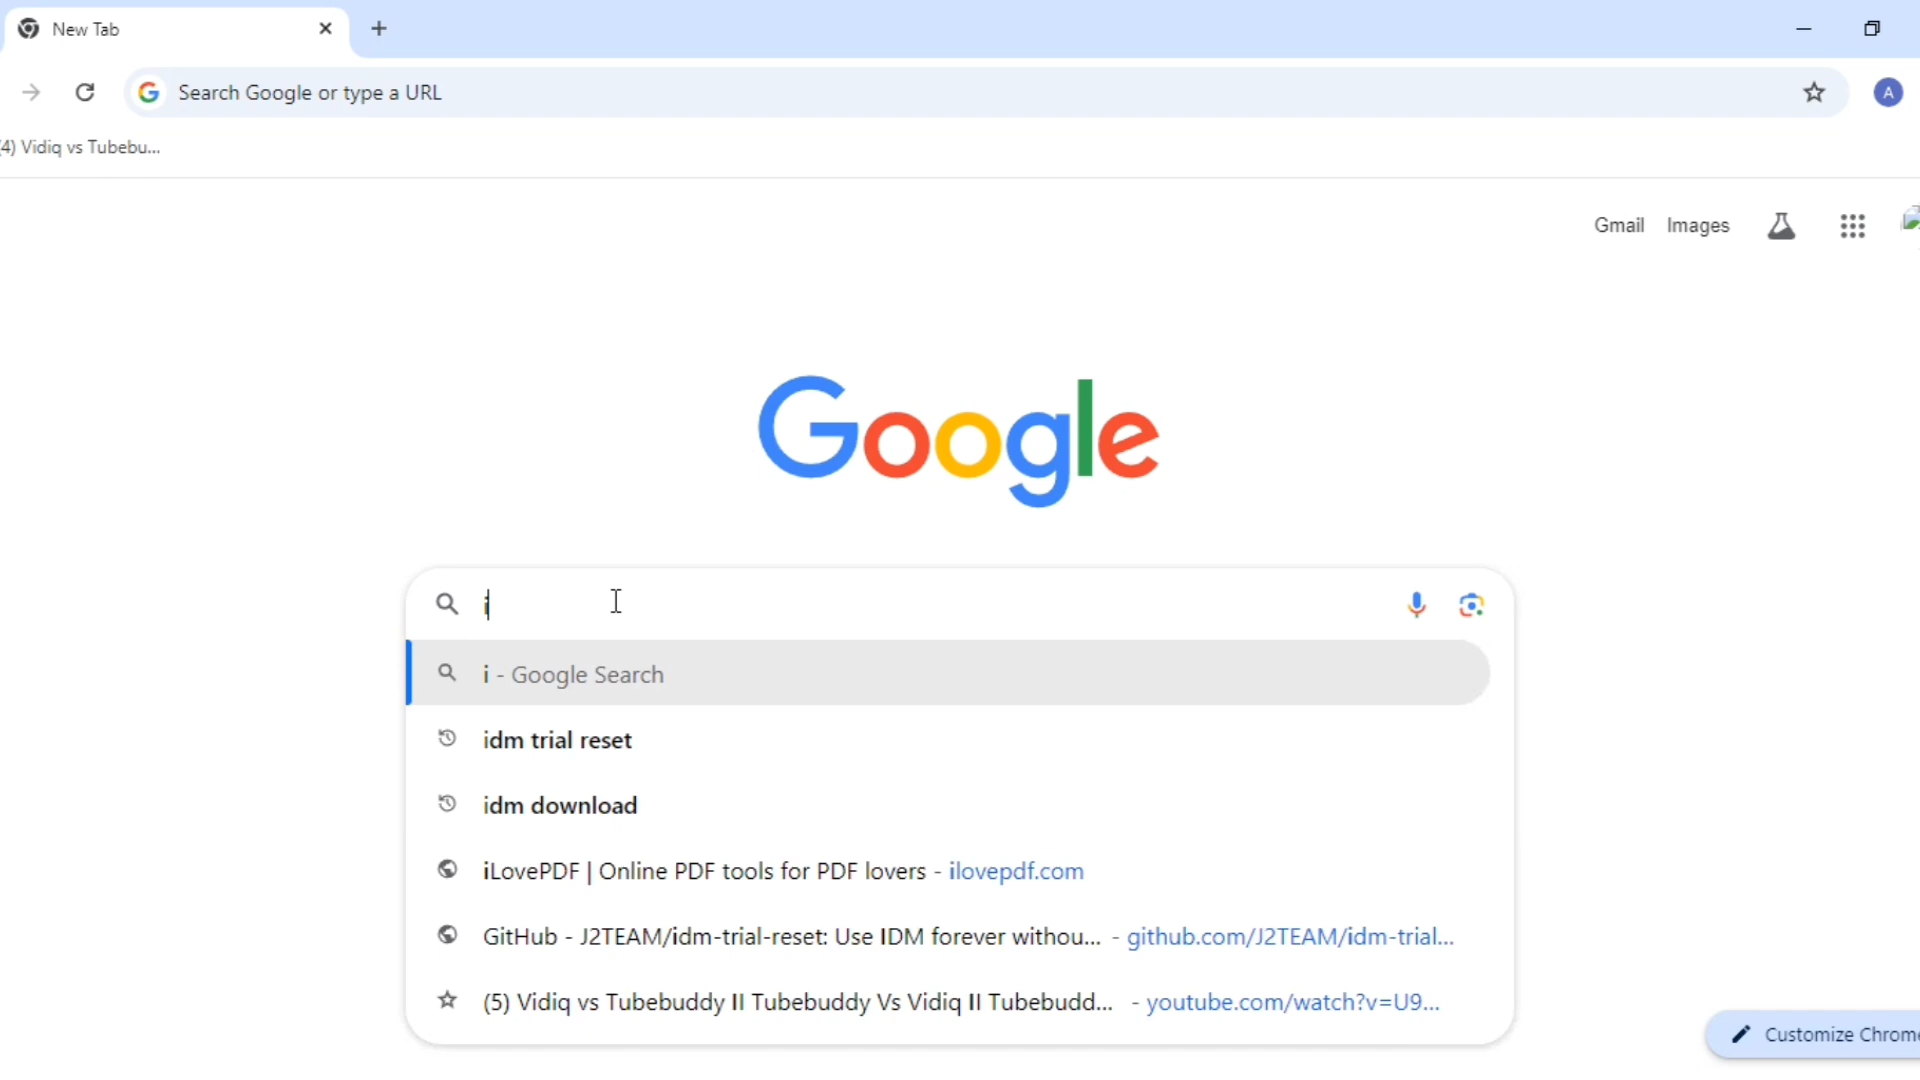 New Tab
Search Google or type a URL
A
(4) Vidiq vs Tubebu...
Gmail Images
Google
i
i - Google Search
idm trial reset
idm download
iLovePDF | Online PDF tools for PDF lovers - ilovepdf.com
GitHub - J2TEAM/idm-trial-reset: Use IDM forever withou... - github.com/J2TEAM/idm-trial...
(5) Vidiq vs Tubebuddy II Tubebuddy Vs Vidiq II Tubebudd... - youtube.com/watch?v=U9...
Customize Chrome